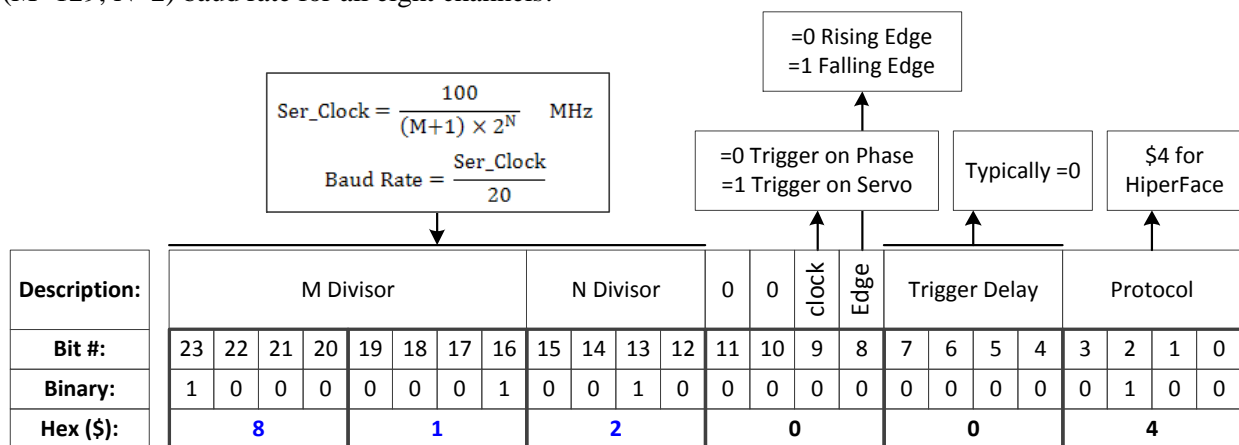 (M=129, N=2) baud rate for all eight channels.
=0 Rising Edge
=1 Falling Edge
Ser_Clock = 100 / (M+1) × 2^N MHz
Baud Rate = Ser_Clock / 20
=0 Trigger on Phase
=1 Trigger on Servo
Typically =0
$4 for
HiperFace
Description: M Divisor N Divisor 0 0 clock Edge Trigger Delay Protocol
Bit #: 23 22 21 20 19 18 17 16 15 14 13 12 11 10 9 8 7 6 5 4 3 2 1 0
Binary: 1 0 0 0 0 0 0 1 0 0 1 0 0 0 0 0 0 0 0 0 0 1 0 0
Hex ($): 8 1 2 0 0 4